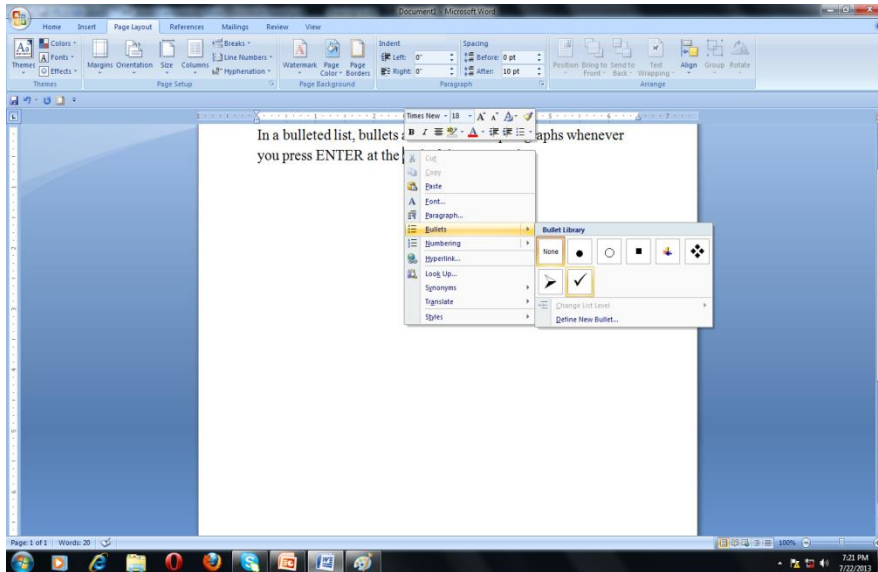 Document1 - Microsoft Word
Home Insert Page Layout References Mailings Review View
Themes
Colors
Fonts
Effects
Margins Orientation Size Columns
Breaks
Line Numbers
Hyphenation
Watermark Page Color Page Borders
Indent
Left: 0"
Right: 0"
Spacing
Before: 0 pt
After: 10 pt
Position Bring to Front Send to Back Text Wrapping Align Group Rotate
Themes Page Setup Page Background Paragraph Arrange
Times New 18 A A A
B I A
In a bulleted list, bullets a
aphs whenever
you press ENTER at the
Cut
Copy
Paste
Font...
Paragraph...
Bullets
Numbering
Hyperlink...
Look Up...
Synonyms
Translate
Styles
Bullet Library
None
Change List Level
Define New Bullet...
Page: 1 of 1 Words: 20
100%
7:21 PM
7/22/2013